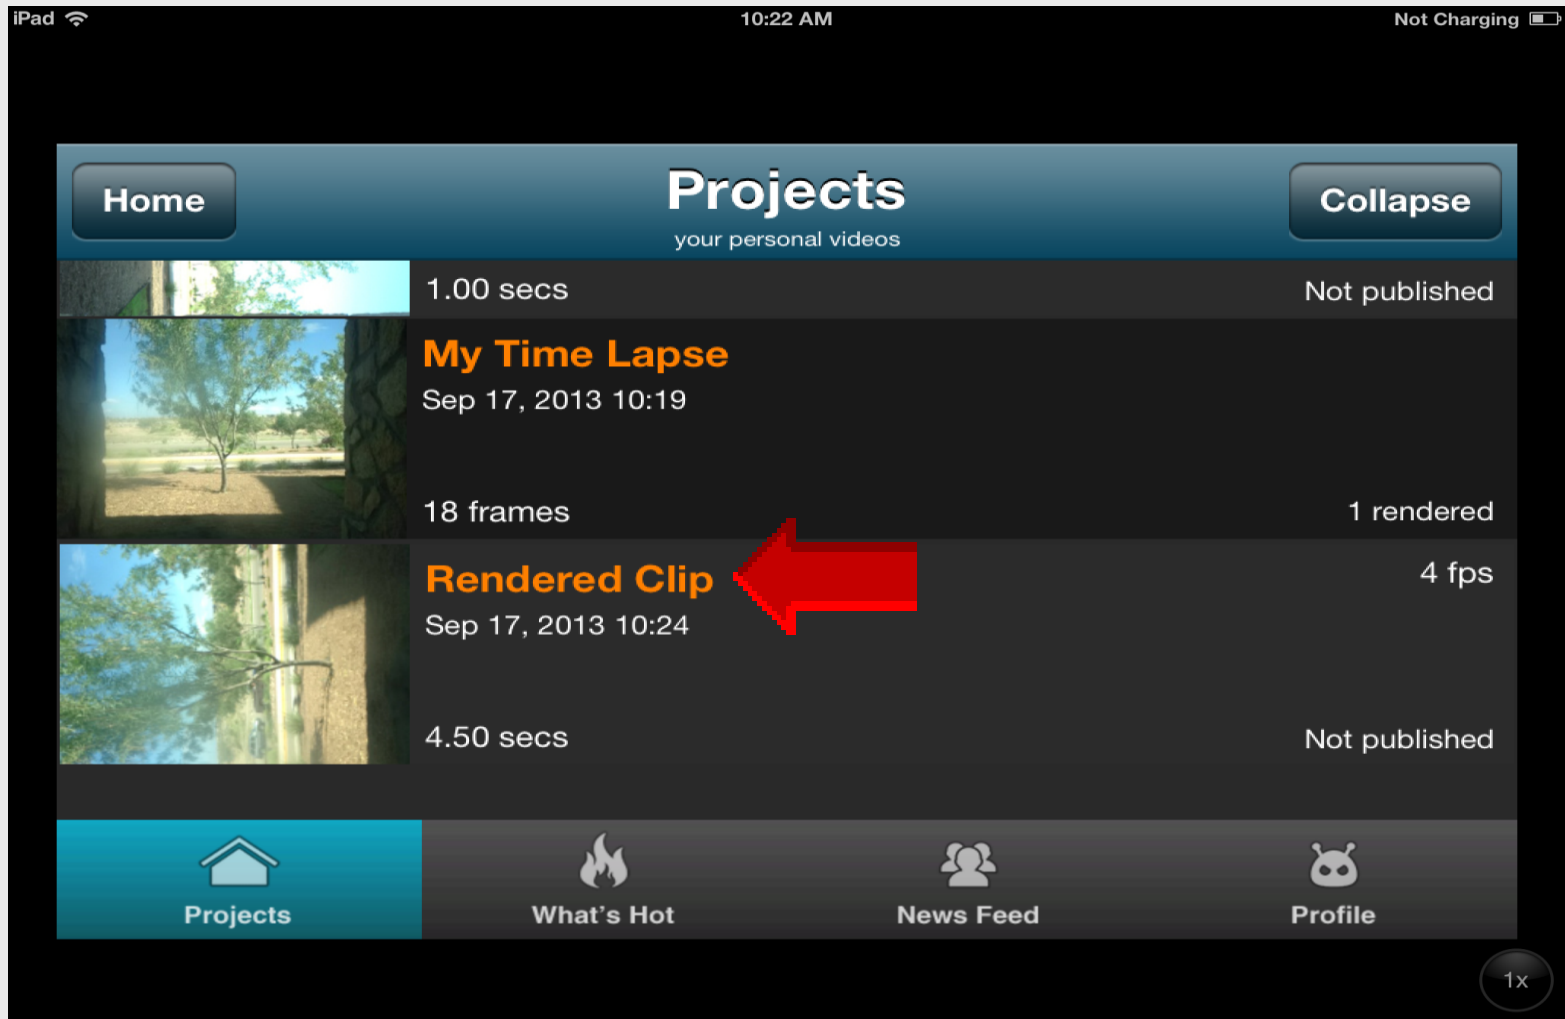 iPad 10:22 AM Not Charging
Home Projects Collapse
your personal videos
1.00 secs Not published
My Time Lapse
Sep 17, 2013 10:19
18 frames 1 rendered
Rendered Clip 4 fps
Sep 17, 2013 10:24
4.50 secs Not published
Projects What's Hot News Feed Profile
1x